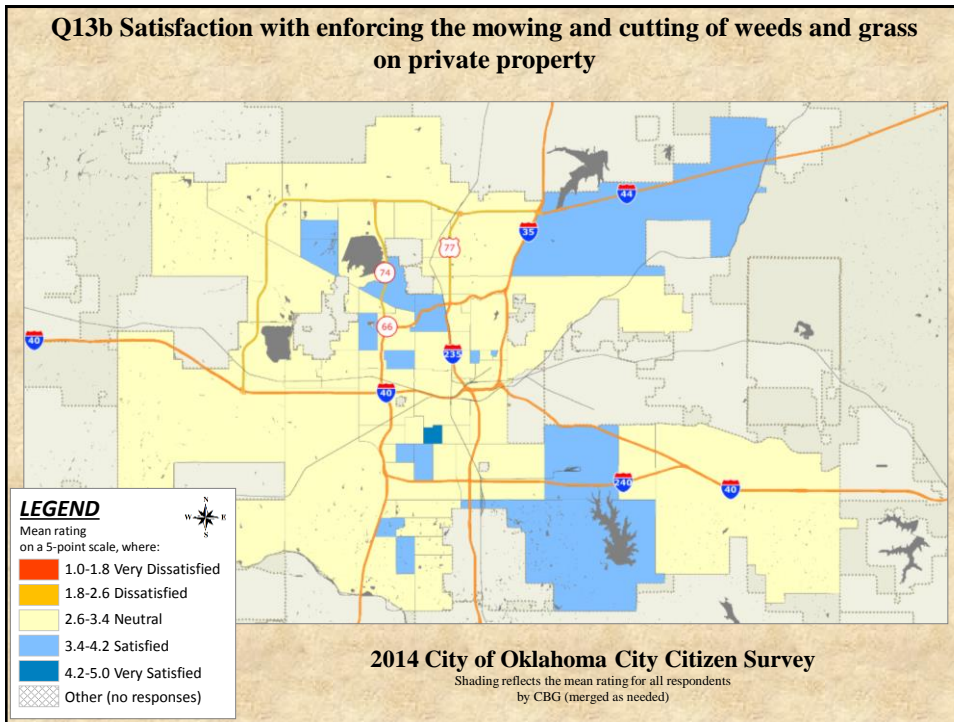 Q13b Satisfaction with enforcing the mowing and cutting of weeds and grass
on private property
44
35
77
74
66
40
235
40
240
40
LEGEND
Mean rating
on a 5-point scale, where:
N
W E
S
1.0-1.8 Very Dissatisfied
1.8-2.6 Dissatisfied
2.6-3.4 Neutral
3.4-4.2 Satisfied
4.2-5.0 Very Satisfied
Other (no responses)
2014 City of Oklahoma City Citizen Survey
Shading reflects the mean rating for all respondents
by CBG (merged as needed)